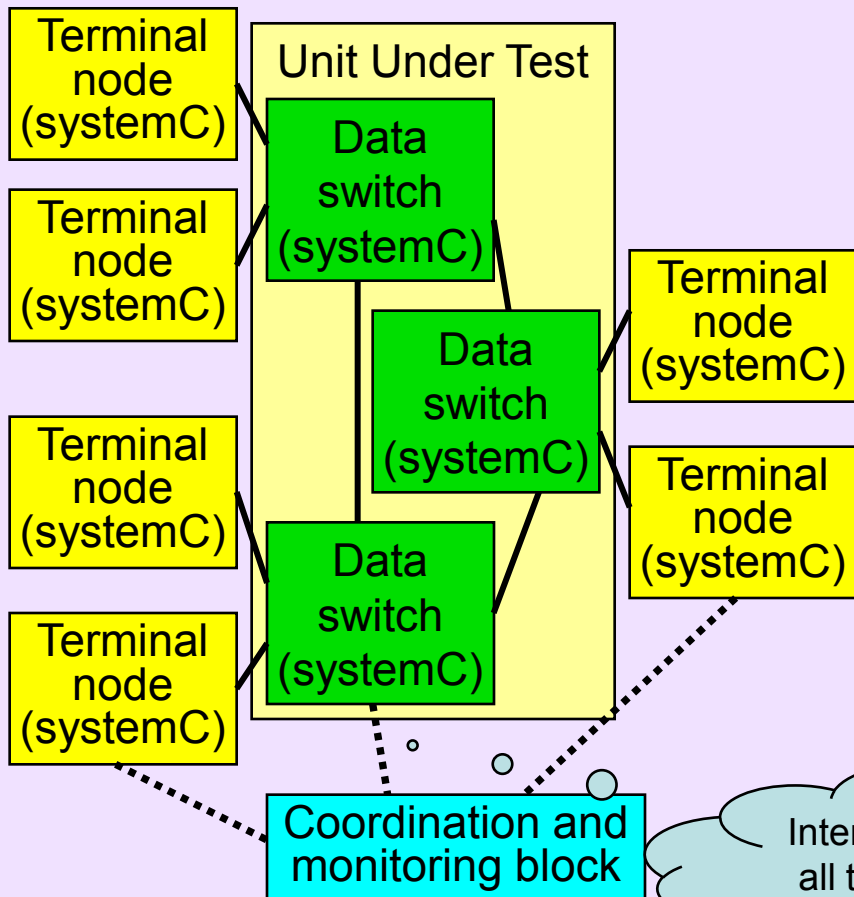 Terminal
node
(systemC)
Unit Under Test
Data
switch
(systemC)
Terminal
node
(systemC)
Terminal
node
(systemC)
Data
switch
(systemC)
Terminal
node
(systemC)
Terminal
node
(systemC)
Data
switch
(systemC)
Terminal
node
(systemC)
Coordination and
monitoring block
all t